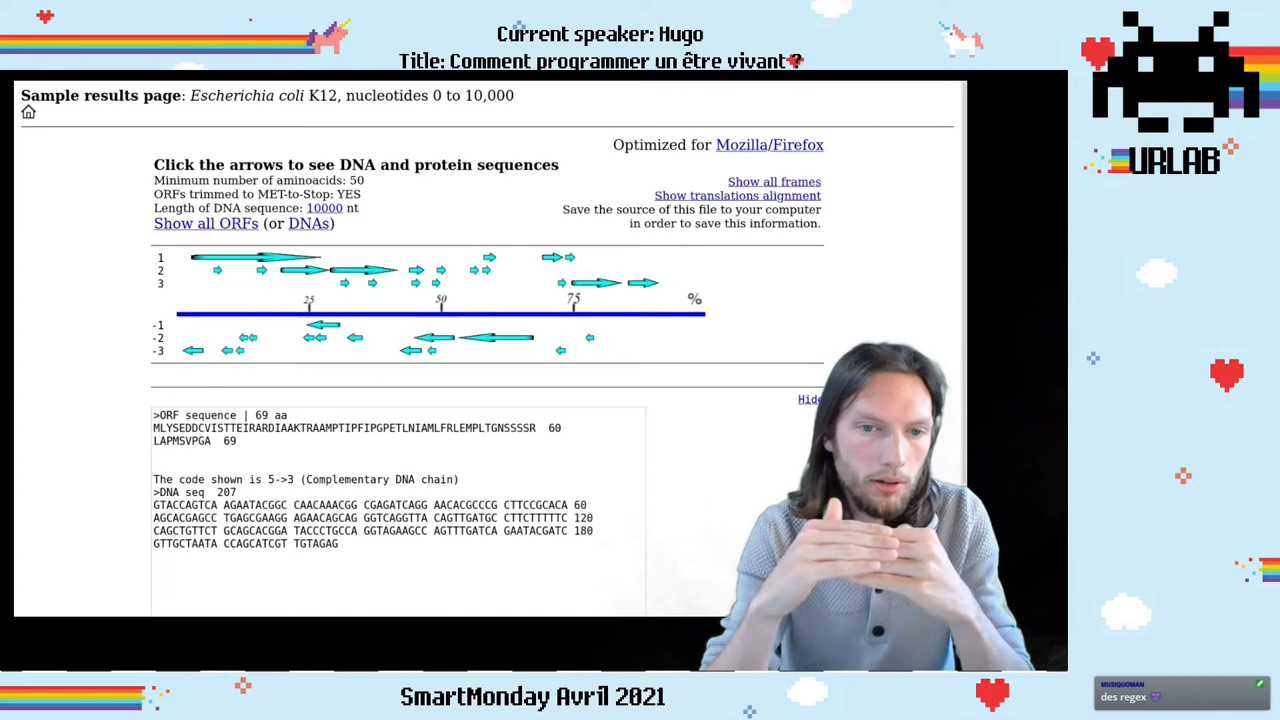 Current speaker: Hugo
Title: Comment programmer un être vivant ?
Sample results page: Escherichia coli K12, nucleotides 0 to 10,000
Optimized for Mozilla/Firefox
Click the arrows to see DNA and protein sequences
Minimum number of aminoacids: 50
ORFs trimmed to MET-to-Stop: YES
Length of DNA sequence: 10000 nt
Show all ORFs (or DNAs)
Show all frames
Show translations alignment
Save the source of this file to your computer
in order to save this information.
1
2
3
25 50 75 %
-1
-2
-3
Hide
>ORF sequence | 69 aa
MLYSEDDCVISTTEIRARDIAAKTRAAMPTIPFIPGPETLNIAMLFRLEMPLTGNSSSSR 60
LAPMSVPGA 69
The code shown is 5->3 (Complementary DNA chain)
>DNA seq 207
GTACCAGTCA AGAATACGGC CAACAAACGG CGAGATCAGG AACACGCCCG CTTCCGCACA 60
AGCACGAGCC TGAGCGAAGG AGAACAGCAG GGTCAGGTTA CAGTTGATGC CTTCTTTTTC 120
CAGCTGTTCT GCAGCACGGA TACCCTGCCA GGTAGAAGCC AGTTTGATCA GAATACGATC 180
GTTGCTAATA CCAGCATCGT TGTAGAG
URLAB
SmartMonday Avril 2021
MUSIQUOMAN
des regex